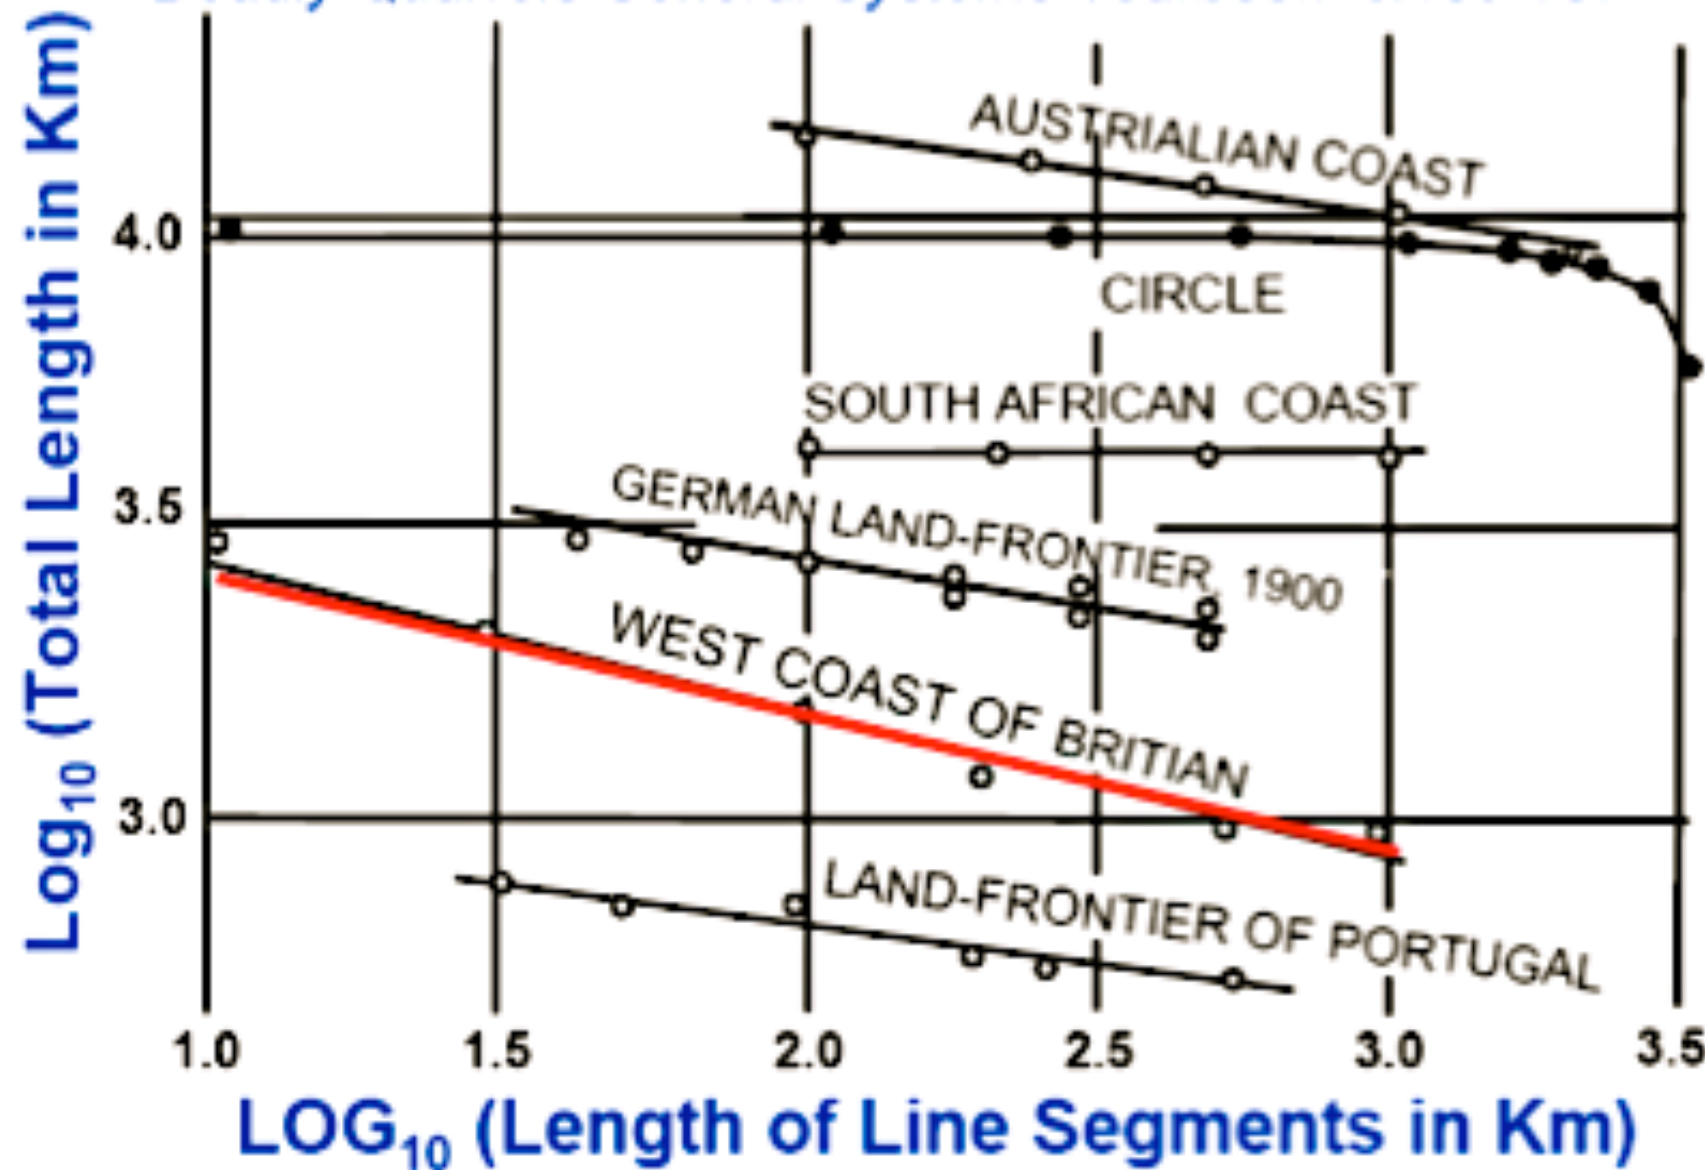 Log10 (Total Length in Km)
AUSTRIALIAN COAST
4.0
CIRCLE
SOUTH AFRICAN COAST
3.5
GERMAN LAND-FRONTIER, 1900
WEST COAST OF BRITIAN
3.0
LAND-FRONTIER OF PORTUGAL
1.0 1.5 2.0 2.5 3.0 3.5
LOG10 (Length of Line Segments in Km)